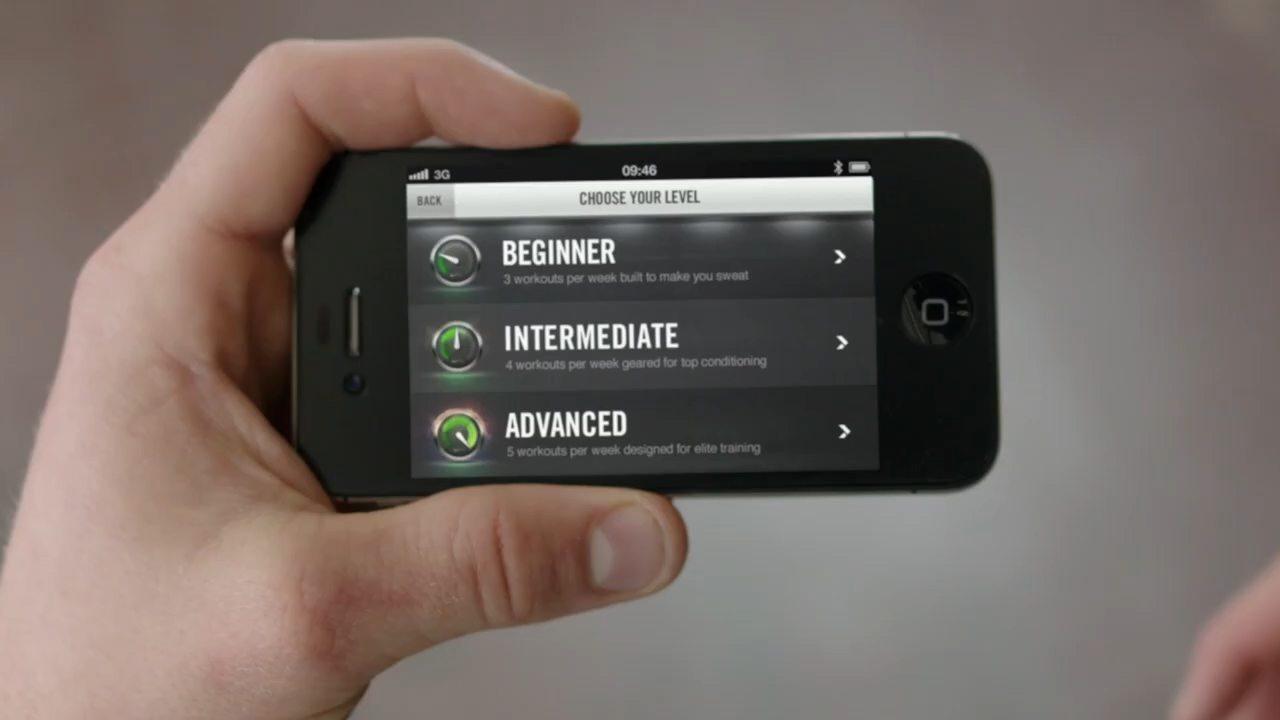 3G 09:46
BACK CHOOSE YOUR LEVEL
BEGINNER
3 workouts per week built to make you sweat
INTERMEDIATE
4 workouts per week geared for top conditioning
ADVANCED
5 workouts per week designed for elite training